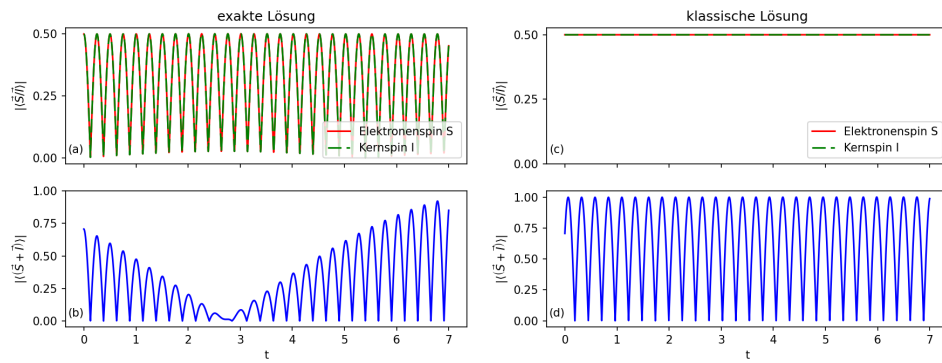 exakte Lösung
0.50
0.25
0.00
|⟨S⃗/I⃗⟩|
(a)
Elektronenspin S
Kernspin I
klassische Lösung
0.50
0.25
0.00
|⟨S⃗/I⃗⟩|
(c)
Elektronenspin S
Kernspin I
1.00
0.75
0.50
0.25
0.00
|⟨(S⃗ + I⃗)⟩|
(b)
0 1 2 3 4 5 6 7
t
1.00
0.75
0.50
0.25
0.00
|⟨(S⃗ + I⃗)⟩|
(d)
0 1 2 3 4 5 6 7
t